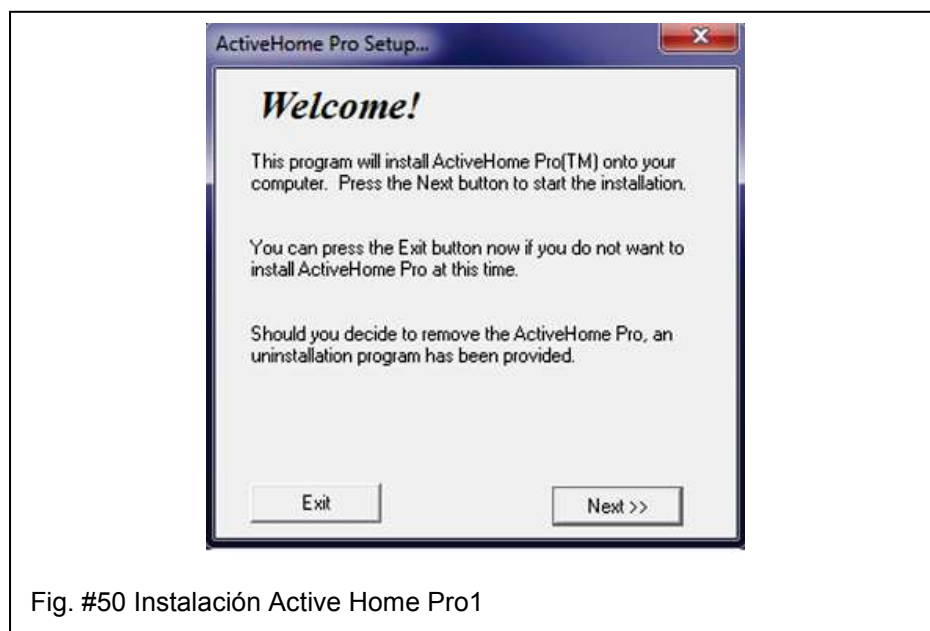 ActiveHome Pro Setup...
Welcome!
This program will install ActiveHome Pro(TM) onto your
computer. Press the Next button to start the installation.
You can press the Exit button now if you do not want to
install ActiveHome Pro at this time.
Should you decide to remove the ActiveHome Pro, an
uninstallation program has been provided.
Exit
Next >>
Fig. #50 Instalación Active Home Pro1